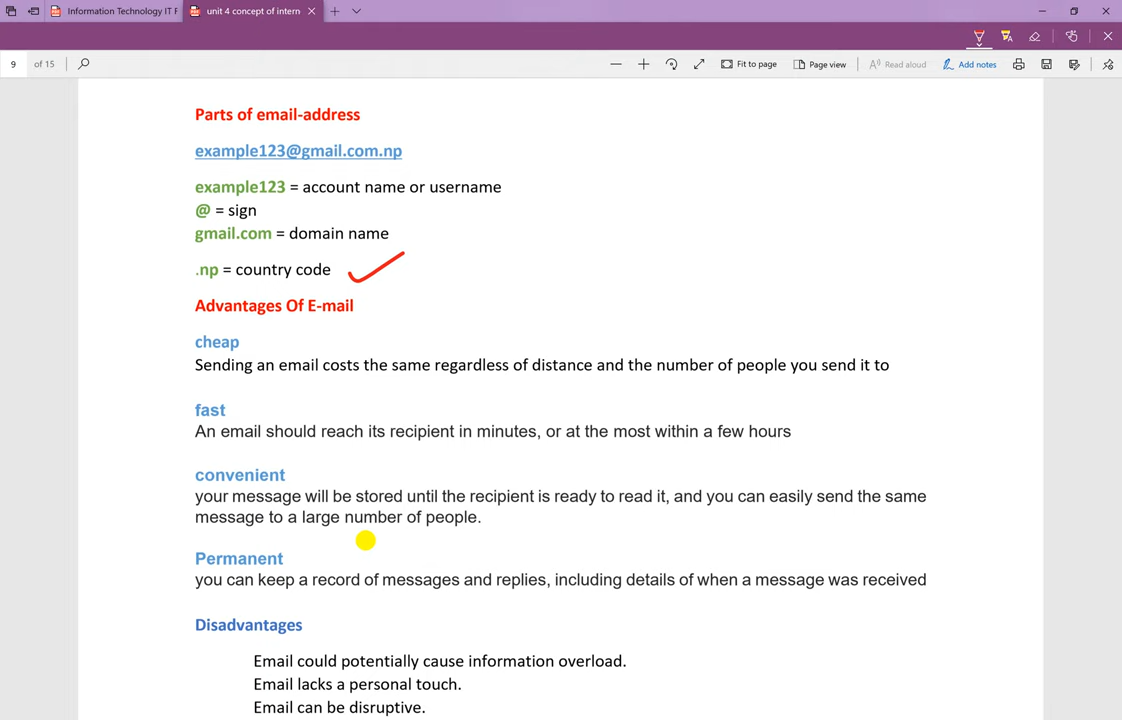 Information Technology IT F
unit 4 concept of intern
9 of 15
Fit to page
Page view
Read aloud
Add notes
Parts of email-address
example123@gmail.com.np
example123 = account name or username
@ = sign
gmail.com = domain name
.np = country code
Advantages Of E-mail
cheap
Sending an email costs the same regardless of distance and the number of people you send it to
fast
An email should reach its recipient in minutes, or at the most within a few hours
convenient
your message will be stored until the recipient is ready to read it, and you can easily send the same
message to a large number of people.
Permanent
you can keep a record of messages and replies, including details of when a message was received
Disadvantages
Email could potentially cause information overload.
Email lacks a personal touch.
Email can be disruptive.